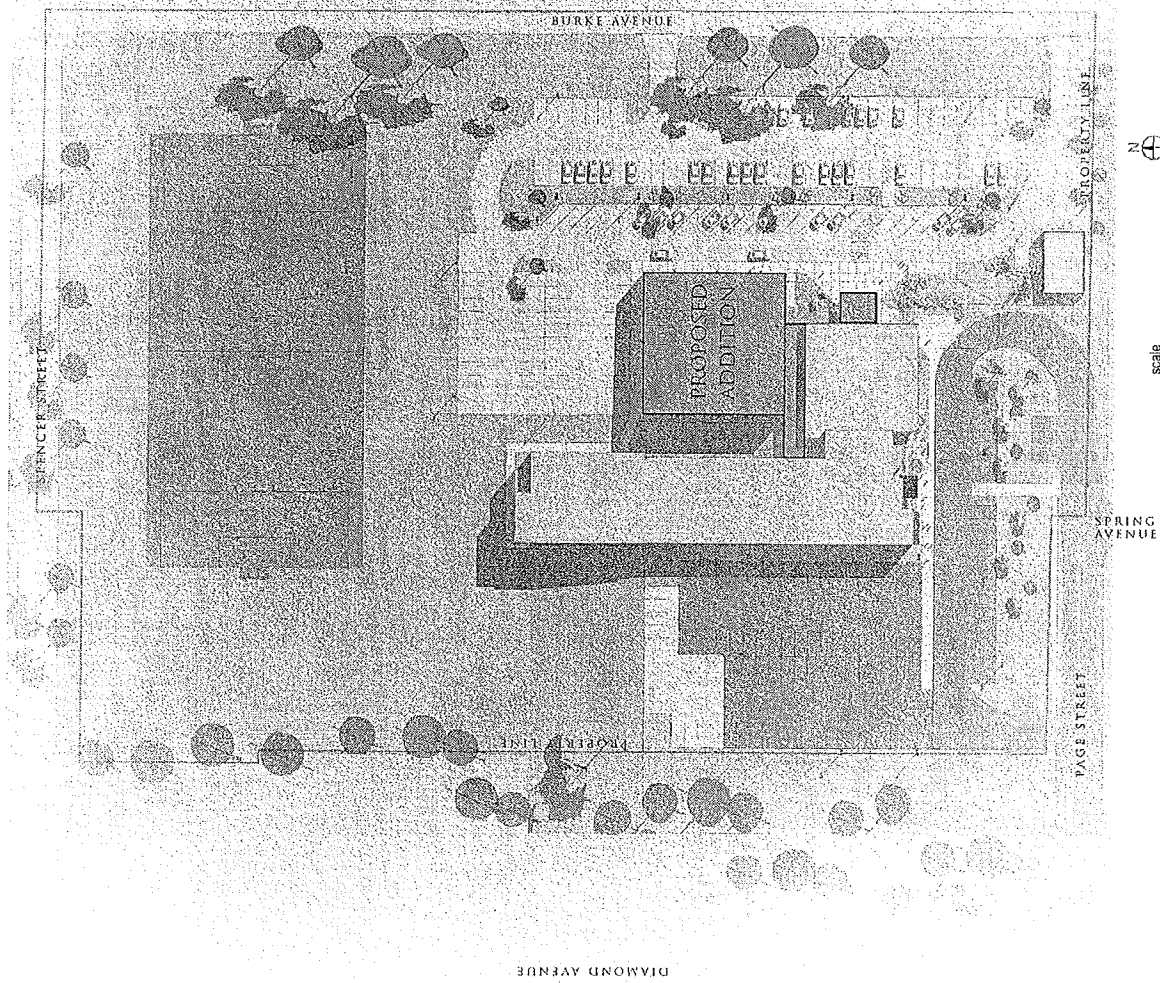 BURKE AVENUE
PROPERTY LINE
N
SPENCER STREET
PROPOSED
ADDITION
scale
SPRING
AVENUE
PROPERTY LINE
PAGE STREET
DIAMOND AVENUE